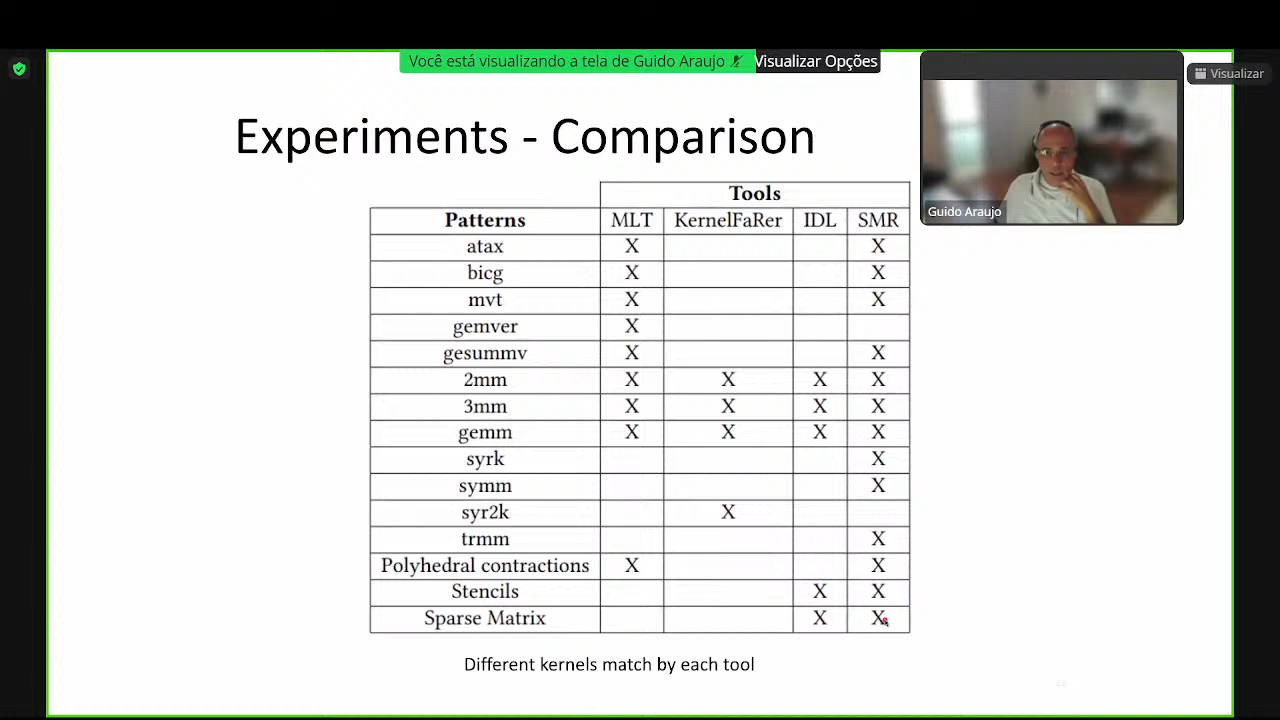 Você está visualizando a tela de Guido Araujo
Visualizar Opções
Visualizar
Guido Araujo
Experiments - Comparison
Tools
Patterns MLT KernelFaRer IDL SMR
atax X X
bicg X X
mvt X X
gemver X
gesummv X X
2mm X X X X
3mm X X X X
gemm X X X X
syrk X
symm X
syr2k X
trmm X
Polyhedral contractions X X
Stencils X X
Sparse Matrix X X
Different kernels match by each tool